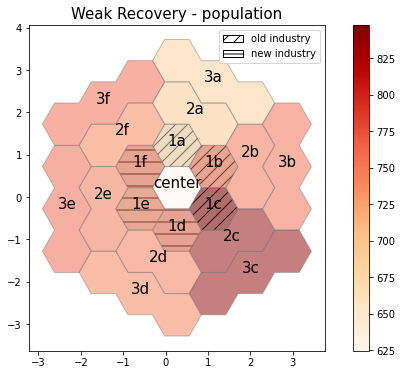 Weak Recovery - population
old industry
new industry
3a
3f
2a
2f
1a
2b
1f
1b
3b
center
2e
3e
1e
1c
1d
2c
2d
3c
3d
4
3
2
1
0
−1
−2
−3
−3
−2
−1
0
1
2
3
825
800
775
750
725
700
675
650
625